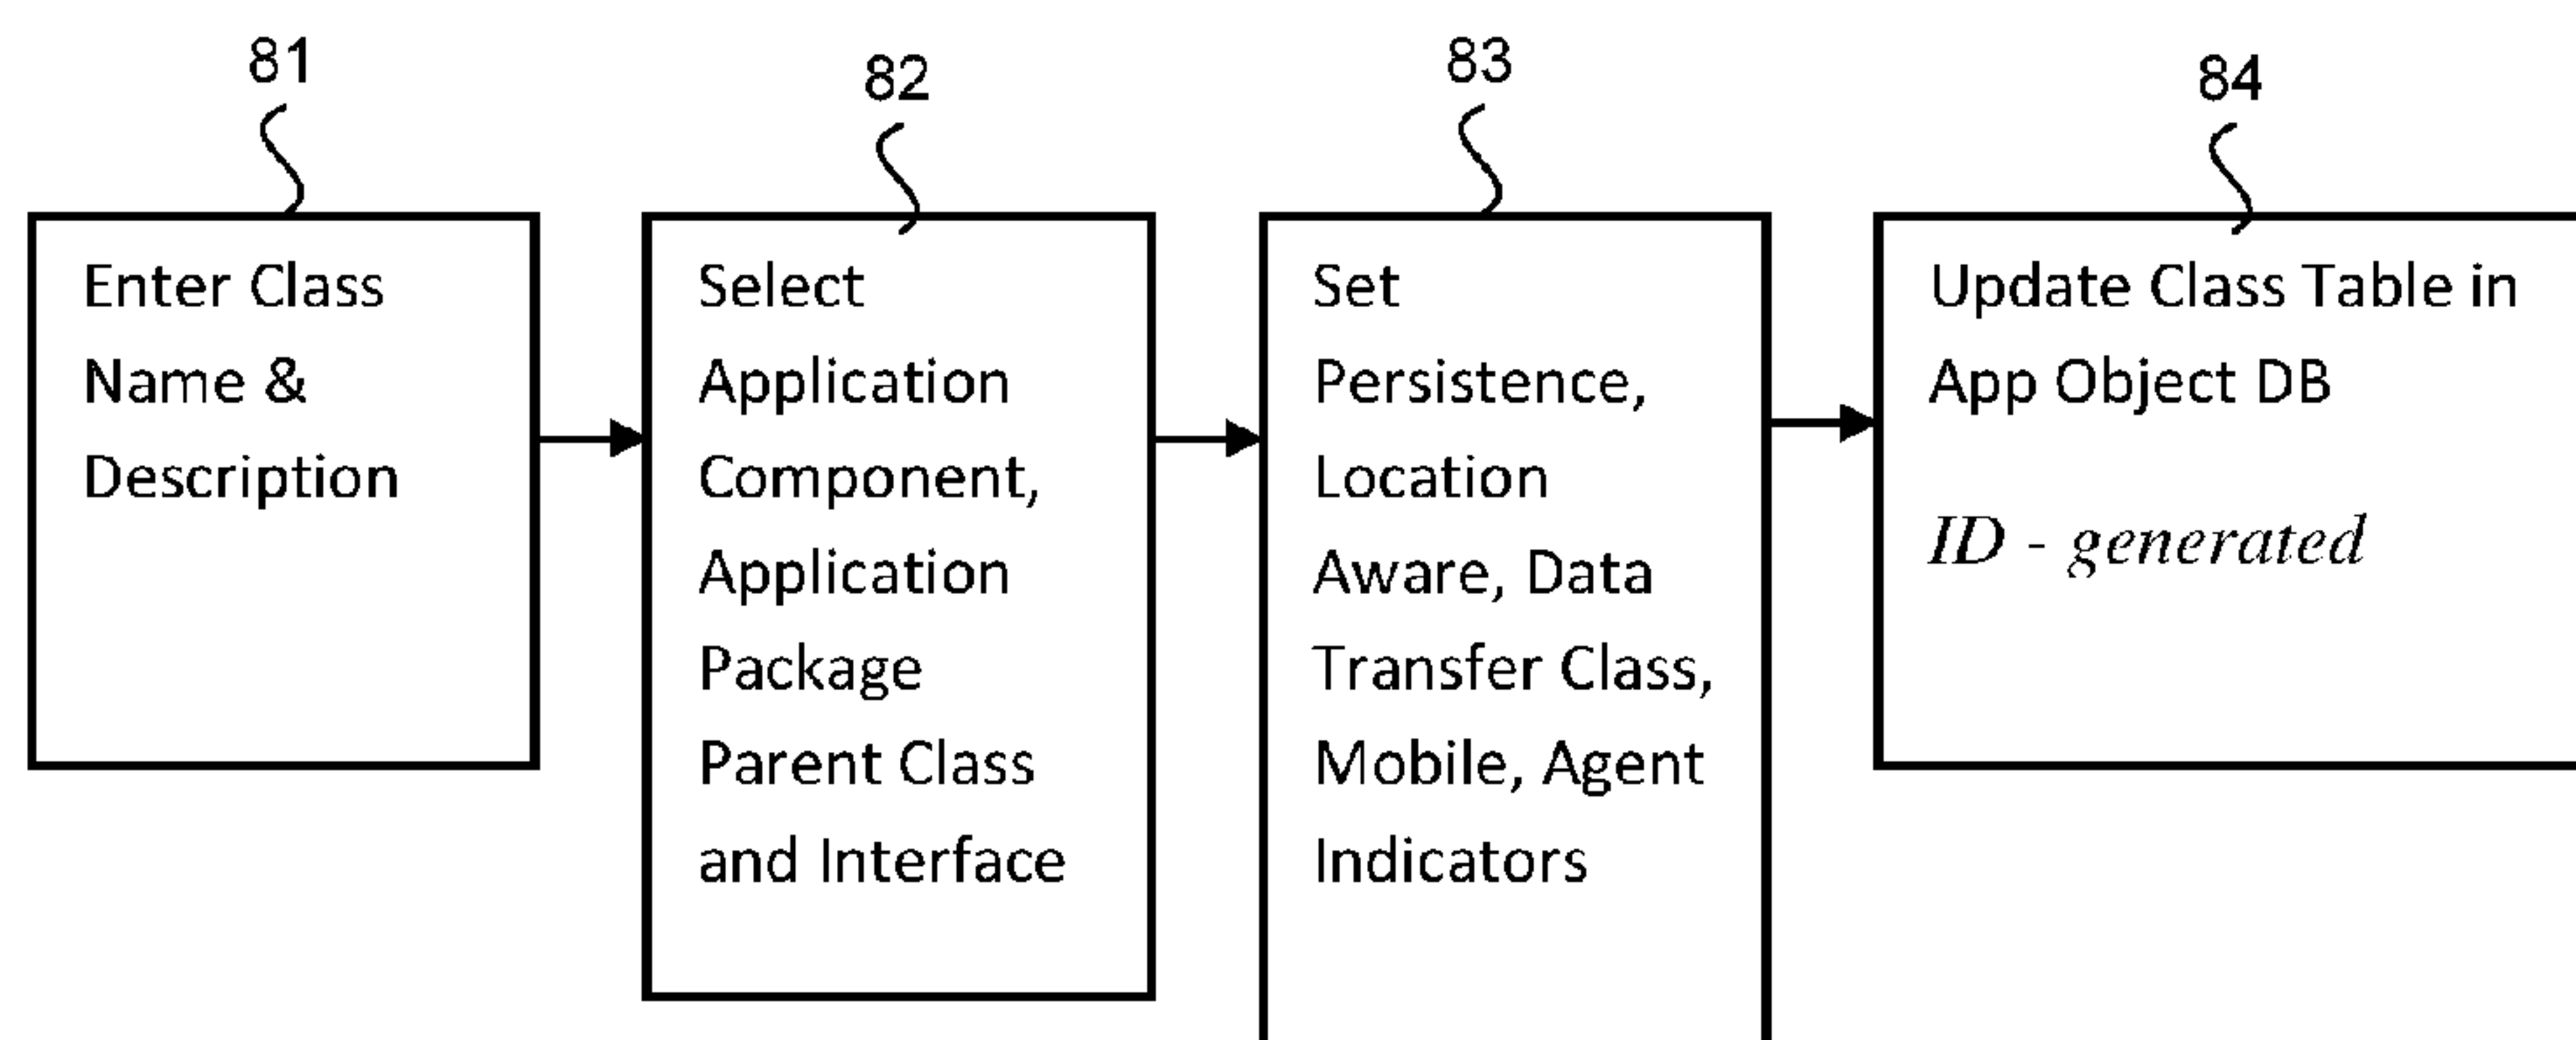 81
82
83
84
Enter Class
Name &
Description
Select
Application
Component,
Application
Package
Parent Class
and Interface
Set
Persistence,
Location
Aware, Data
Transfer Class,
Mobile, Agent
Indicators
Update Class Table in
App Object DB
ID - generated